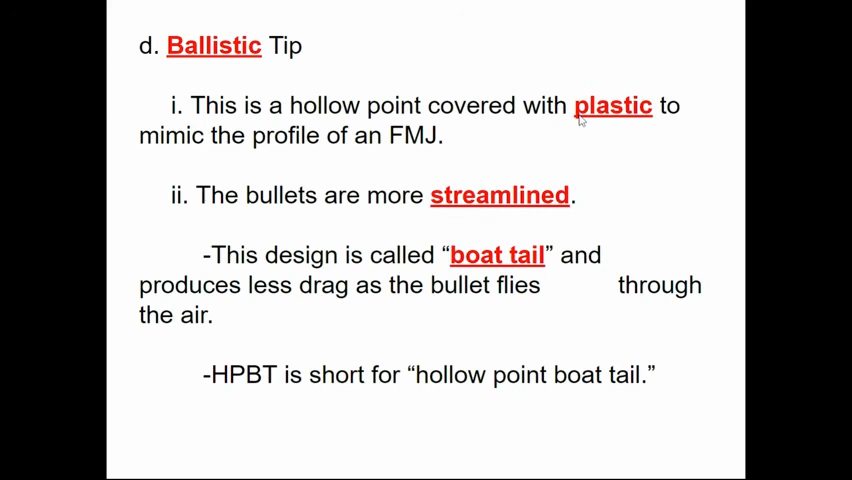 d. Ballistic Tip
i. This is a hollow point covered with plastic to
mimic the profile of an FMJ.
ii. The bullets are more streamlined.
-This design is called “boat tail” and
produces less drag as the bullet flies through
the air.
-HPBT is short for “hollow point boat tail.”